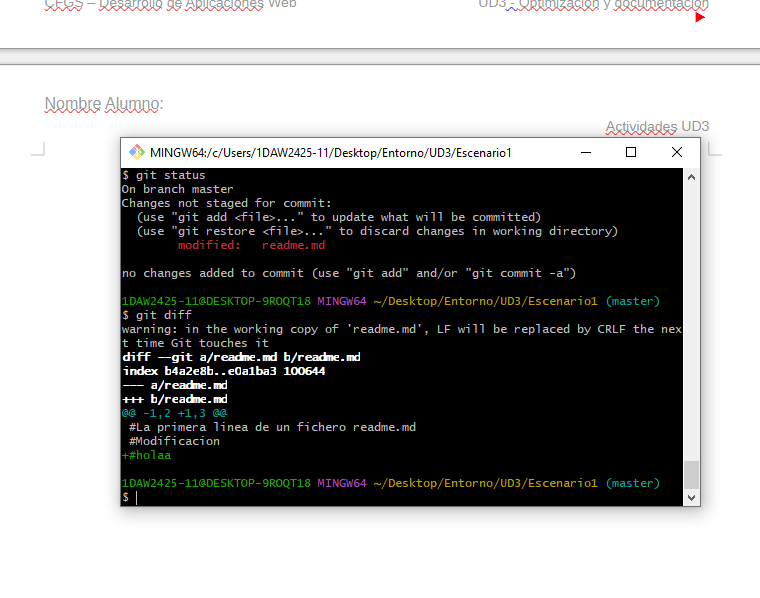 CFGS – Desarrollo de Aplicaciones Web
UD3 - Optimización y documentación
Nombre Alumno:
Actividades UD3
MINGW64:/c/Users/1DAW2425-11/Desktop/Entorno/UD3/Escenario1
$ git status
On branch master
Changes not staged for commit:
  (use "git add <file>..." to update what will be committed)
  (use "git restore <file>..." to discard changes in working directory)
        modified:   readme.md
no changes added to commit (use "git add" and/or "git commit -a")
1DAW2425-11@DESKTOP-9ROQT18 MINGW64 ~/Desktop/Entorno/UD3/Escenario1 (master)
$ git diff
warning: in the working copy of 'readme.md', LF will be replaced by CRLF the nex
t time Git touches it
diff --git a/readme.md b/readme.md
index b4a2e8b..e0a1ba3 100644
--- a/readme.md
+++ b/readme.md
@@ -1,2 +1,3 @@
 #La primera linea de un fichero readme.md
 #Modificacion
+#holaa
1DAW2425-11@DESKTOP-9ROQT18 MINGW64 ~/Desktop/Entorno/UD3/Escenario1 (master)
$